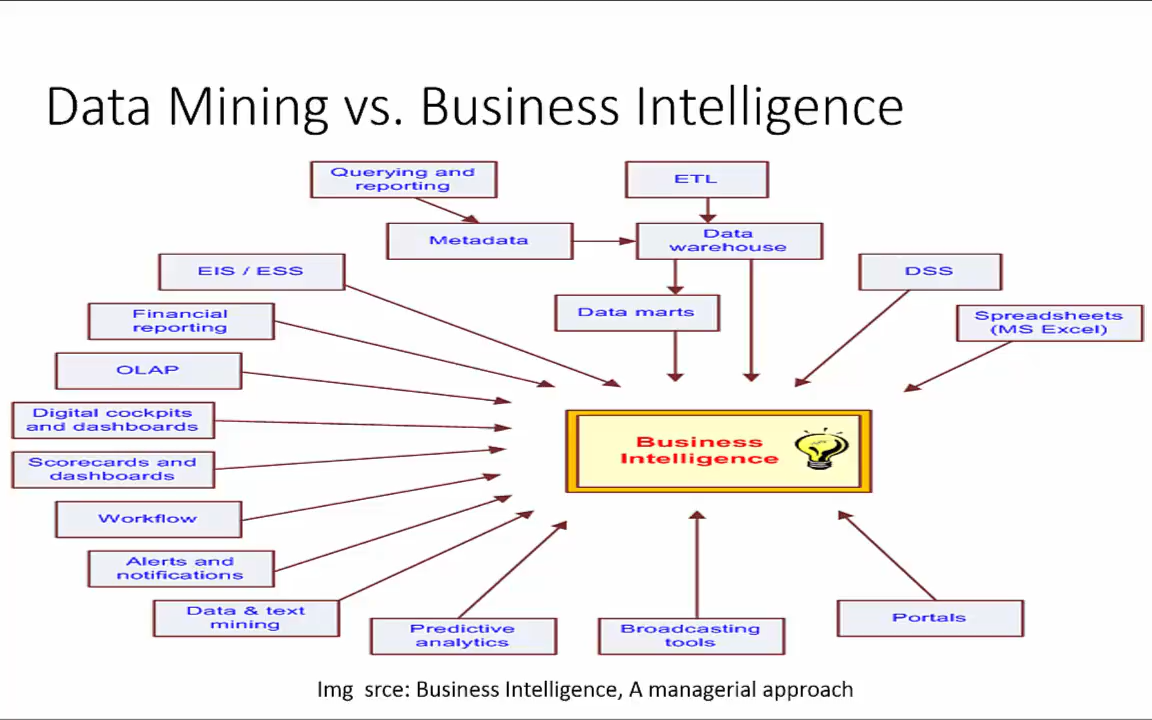 Data Mining vs. Business Intelligence
Querying and
reporting
ETL
Metadata
Data
warehouse
EIS / ESS
DSS
Financial
reporting
Data marts
Spreadsheets
(MS Excel)
OLAP
Digital cockpits
and dashboards
Business
Intelligence
Scorecards and
dashboards
Workflow
Alerts and
notifications
Data & text
mining
Predictive
analytics
Broadcasting
tools
Portals
Img srce: Business Intelligence, A managerial approach